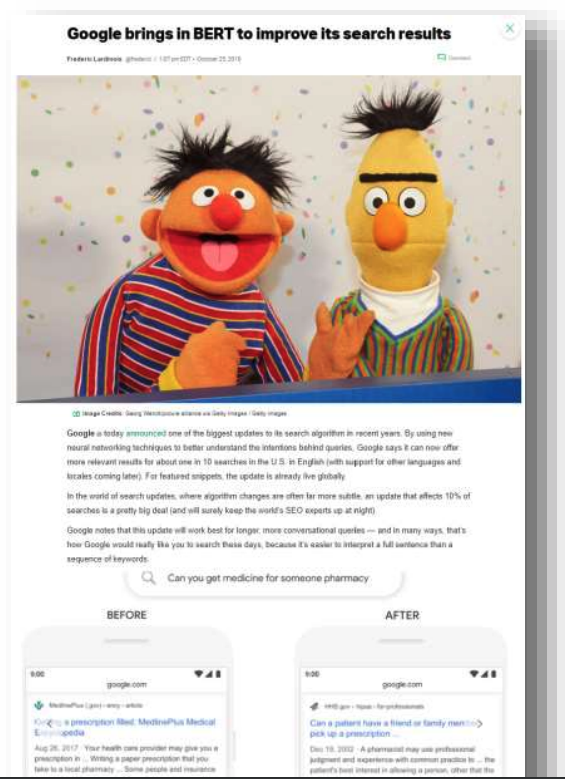 Google brings in BERT to improve its search results
Frederic Lardinois @fredericl / 1:07 pm EDT • October 25, 2019
Comment
Image Credits: Georg Wendt/picture alliance via Getty Images / Getty Images
Google a today announced one of the biggest updates to its search algorithm in recent years. By using new
neural networking techniques to better understand the intentions behind queries, Google says it can now offer
more relevant results for about one in 10 searches in the U.S. in English (with support for other languages and
locales coming later). For featured snippets, the update is already live globally.
In the world of search updates, where algorithm changes are often far more subtle, an update that affects 10% of
searches is a pretty big deal (and will surely keep the world's SEO experts up at night).
Google notes that this update will work best for longer, more conversational queries — and in many ways, that's
how Google would really like you to search these days, because it's easier to interpret a full sentence than a
sequence of keywords.
Can you get medicine for someone pharmacy
BEFORE
AFTER
9:00
google.com
MedlinePlus (.gov) › ency › article
a prescription filled: MedlinePlus Medical
Encyclopedia
Aug 26, 2017 · Your health care provider may give you a
prescription in ... Writing a paper prescription that you
take to a local pharmacy ... Some people and insurance
9:00
google.com
HHS.gov › hipaa › for-professionals
Can a patient have a friend or family
pick up a prescription ...
Dec 19, 2002 · A pharmacist may use professional
judgment and experience with common practice to ... the
patient's best interest in allowing a person, other that the